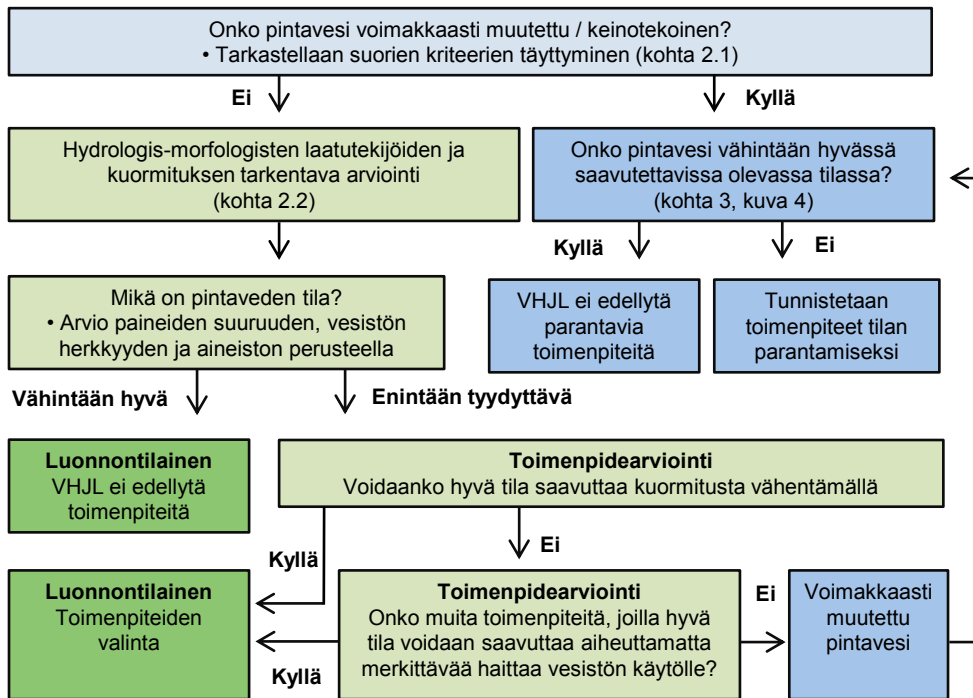 Onko pintavesi voimakkaasti muutettu / keinotekoinen?
• Tarkastellaan suorien kriteerien täyttyminen (kohta 2.1)
Ei
Kyllä
Hydrologis-morfologisten laatutekijöiden ja
kuormituksen tarkentava arviointi
(kohta 2.2)
Onko pintavesi vähintään hyvässä
saavutettavissa olevassa tilassa?
(kohta 3, kuva 4)
Kyllä
Ei
Mikä on pintaveden tila?
• Arvio paineiden suuruuden, vesistön
herkkyyden ja aineiston perusteella
VHJL ei edellytä
parantavia
toimenpiteitä
Tunnistetaan
toimenpiteet tilan
parantamiseksi
Vähintään hyvä
Enintään tyydyttävä
Luonnontilainen
VHJL ei edellytä
toimenpiteitä
Toimenpidearviointi
Voidaanko hyvä tila saavuttaa kuormitusta vähentämällä
Kyllä
Ei
Luonnontilainen
Toimenpiteiden
valinta
Toimenpidearviointi
Onko muita toimenpiteitä, joilla hyvä
tila voidaan saavuttaa aiheuttamatta
merkittävää haittaa vesistön käytölle?
Kyllä
Ei
Voimakkaasti
muutettu
pintavesi